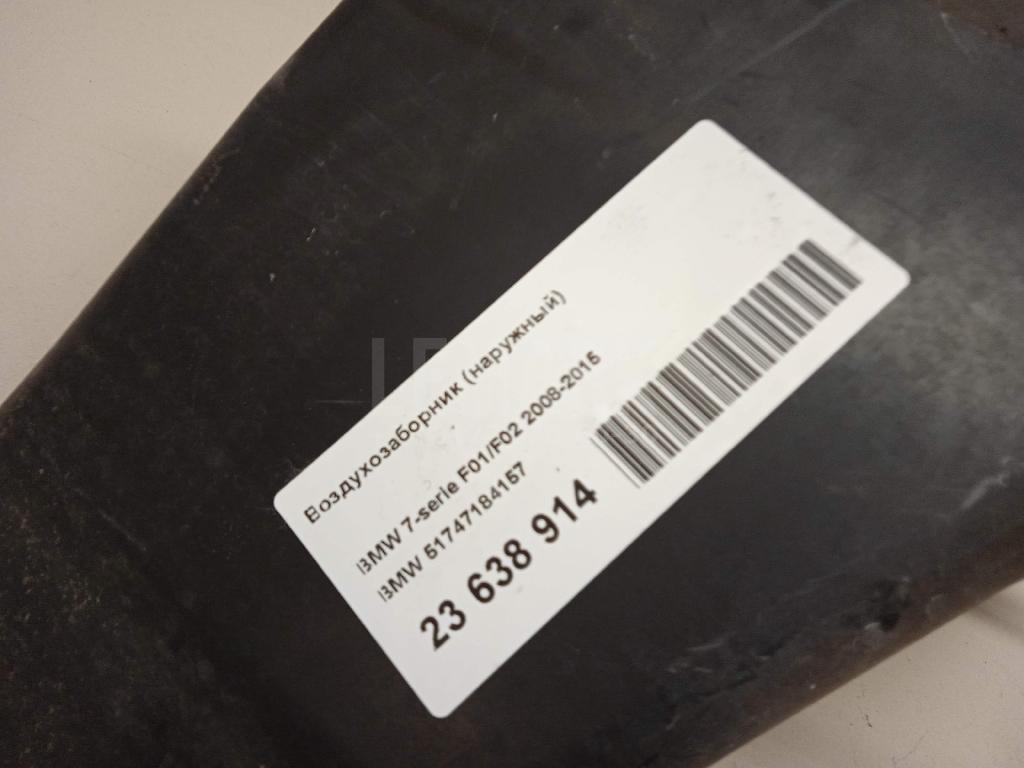 Воздухозаборник (наружный)
BMW 7-serie F01/F02 2008-2015
BMW 51747184157
23 638 914